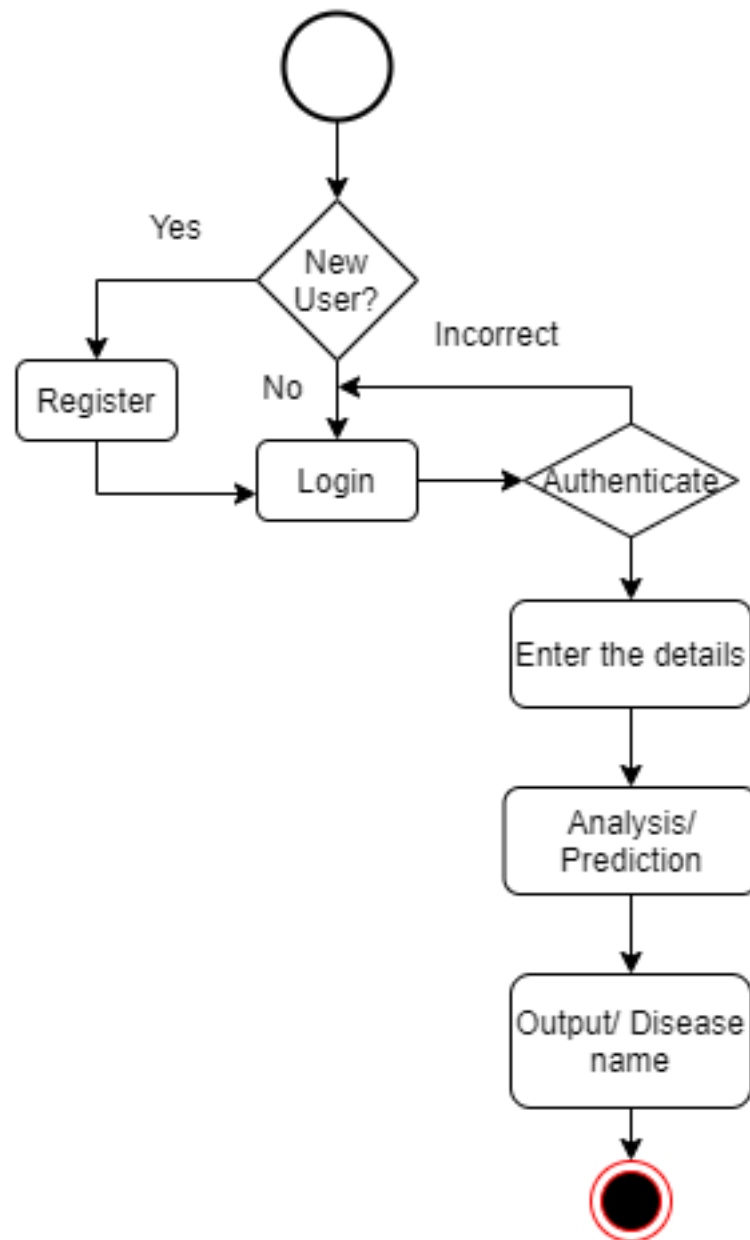 Yes
New
User?
Incorrect
No
Register
Login
Authenticate
Enter the details
Analysis/
Prediction
Output/ Disease
name